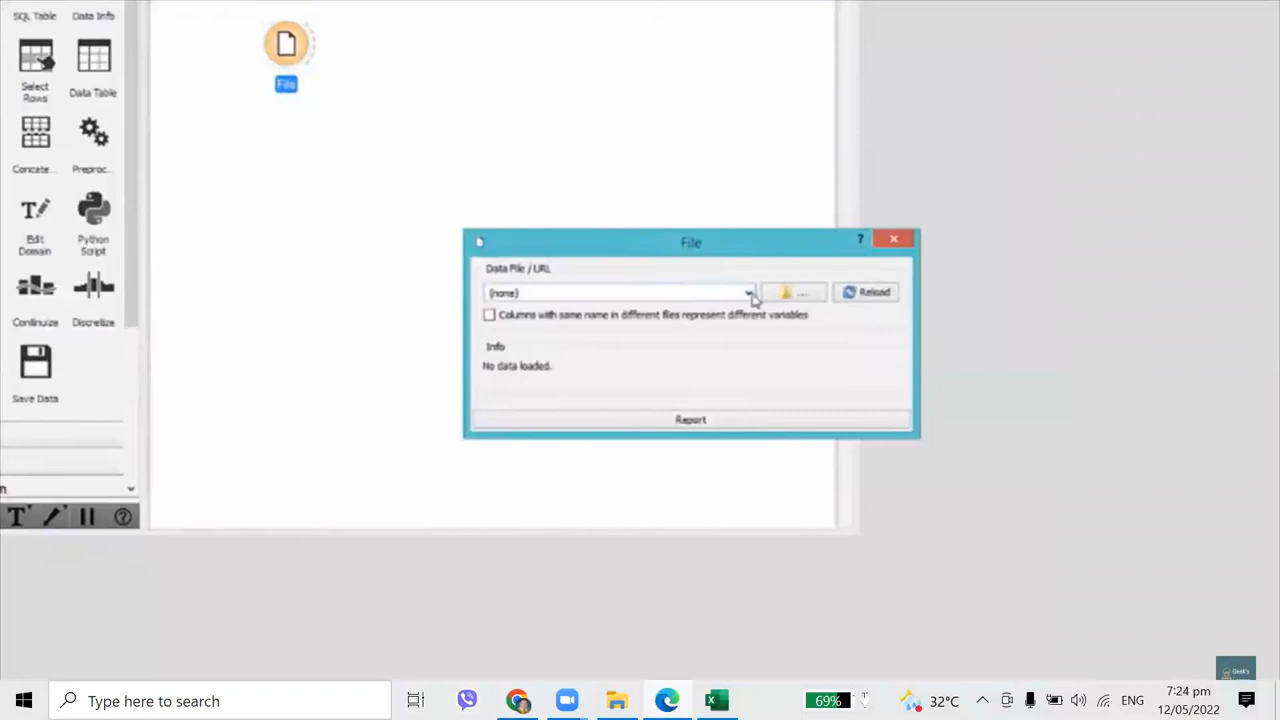 SQL Table Data Info
File
Select Rows
Data Table
Concate...
Preproc...
Edit Domain
Python Script
Continuize
Discretize
Save Data
n
File
?
Data File / URL
(none)
...
Reload
Columns with same name in different files represent different variables
Info
No data loaded.
Report
T
?
Geek's
Type here to search
69%
32°C
ENG
7:24 pm
12/05/2022